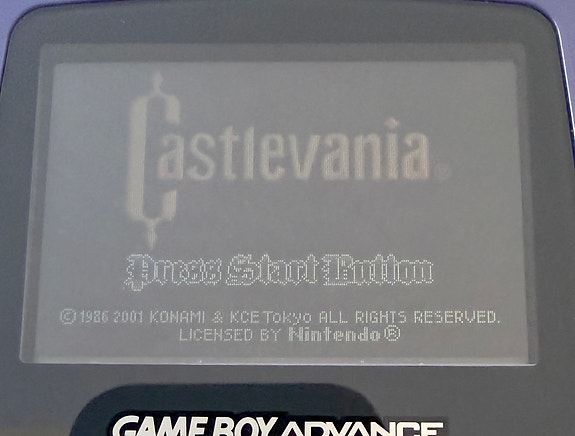 Castlevania®
Press Start Button
©1986 2001 KONAMI & KCE Tokyo ALL RIGHTS RESERVED.
LICENSED BY Nintendo®
GAME BOY ADVANCE